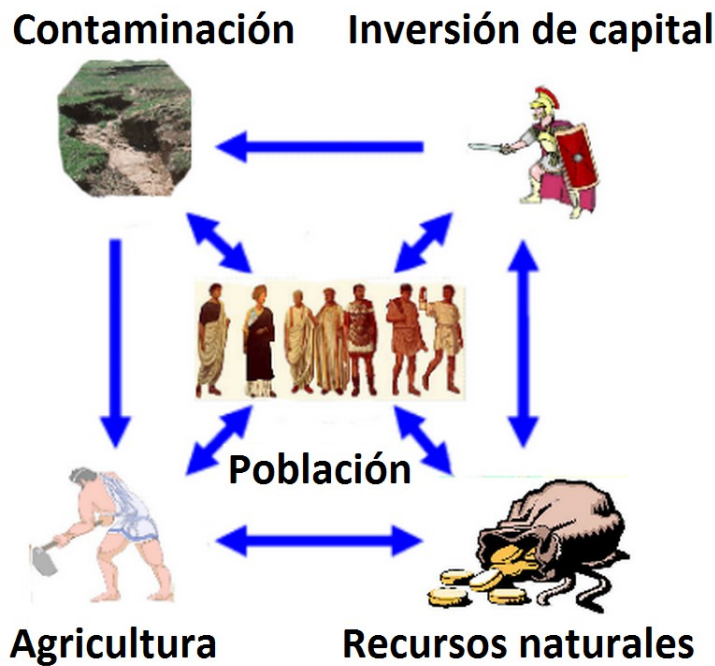 Contaminación
Inversión de capital
Población
Agricultura
Recursos naturales